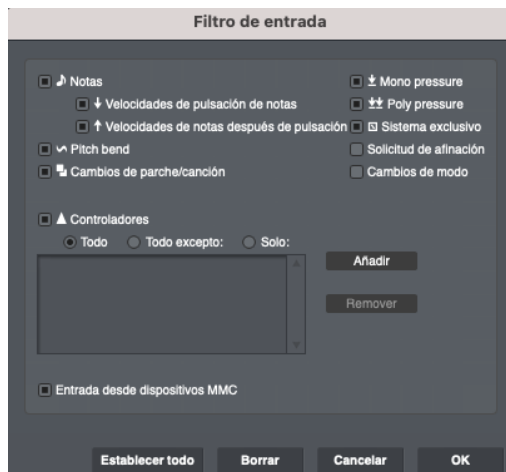 Filtro de entrada
Notas
Mono pressure
Velocidades de pulsación de notas
Poly pressure
Velocidades de notas después de pulsación
Sistema exclusivo
Pitch bend
Solicitud de afinación
Cambios de parche/canción
Cambios de modo
Controladores
Todo
Todo excepto:
Solo:
Añadir
Remover
Entrada desde dispositivos MMC
Establecer todo
Borrar
Cancelar
OK